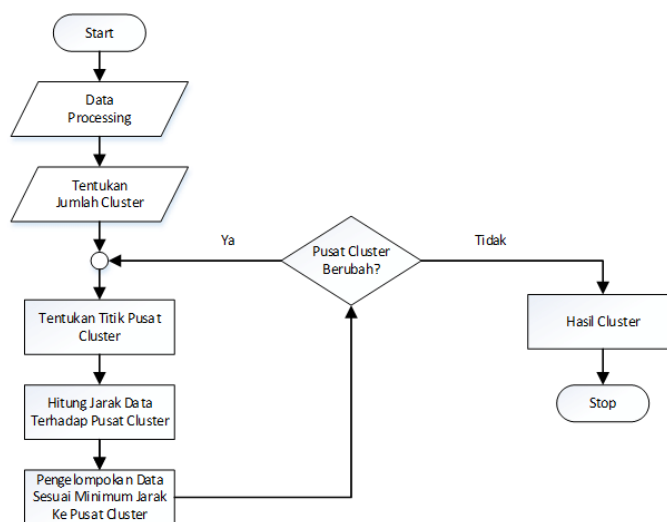 Start
Data
Processing
Tentukan
Jumlah Cluster
Ya
Pusat Cluster
Berubah?
Tidak
Tentukan Titik Pusat
Cluster
Hasil Cluster
Hitung Jarak Data
Terhadap Pusat Cluster
Stop
Pengelompokan Data
Sesuai Minimum Jarak
Ke Pusat Cluster